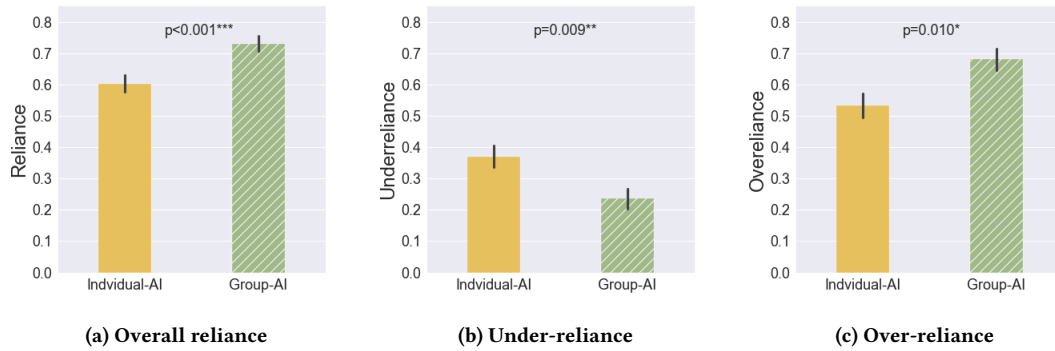 p<0.001***
0.8
0.7
0.6
0.5
0.4
0.3
0.2
0.1
0.0
Reliance
Indvidual-AI Group-AI
(a) Overall reliance
p=0.009**
0.8
0.7
0.6
0.5
0.4
0.3
0.2
0.1
0.0
Underreliance
Indvidual-AI Group-AI
(b) Under-reliance
p=0.010*
0.8
0.7
0.6
0.5
0.4
0.3
0.2
0.1
0.0
Overeliance
Indvidual-AI Group-AI
(c) Over-reliance